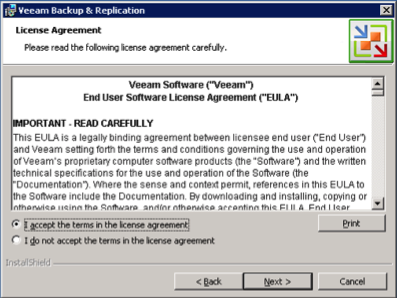 Veeam Backup & Replication
License Agreement
Please read the following license agreement carefully.
Veeam Software ("Veeam")
End User Software License Agreement ("EULA")
IMPORTANT - READ CAREFULLY
This EULA is a legally binding agreement between licensee end user ("End User")
and Veeam setting forth the terms and conditions governing the use and operation
of Veeam's proprietary computer software products (the "Software") and the written
technical specifications for the use and operation of the Software (the
"Documentation"). Where the sense and context permit, references in this EULA to
the Software include the Documentation. By downloading and installing, copying or
otherwise using the Software, and/or otherwise accepting this EULA, End User
I accept the terms in the license agreement
Print
I do not accept the terms in the license agreement
InstallShield
< Back
Next >
Cancel